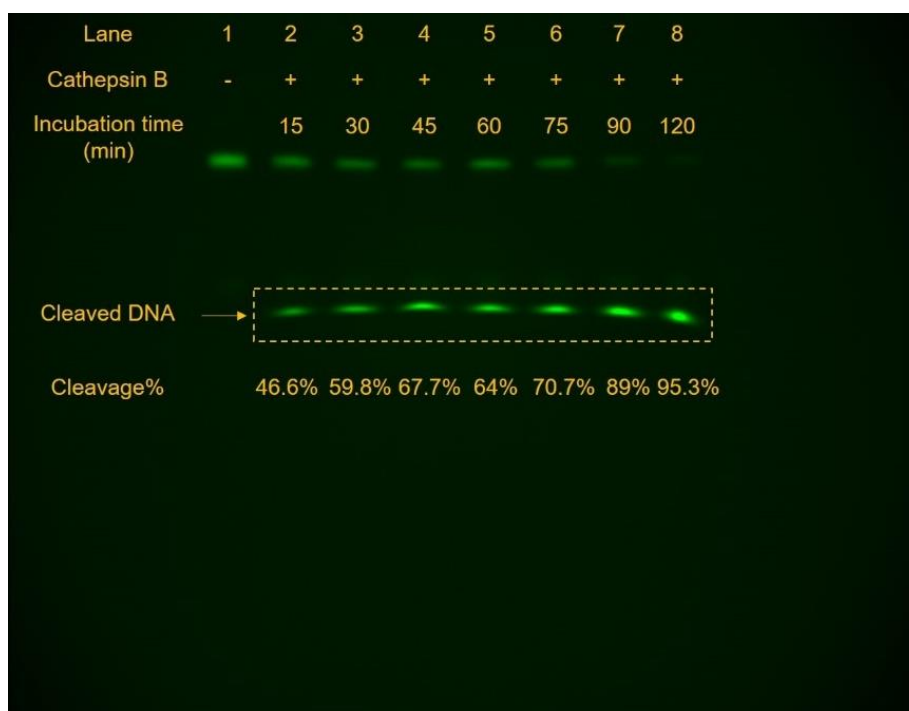 Lane 1 2 3 4 5 6 7 8
Cathepsin B - + + + + + + +
Incubation time (min) 15 30 45 60 75 90 120
Cleaved DNA
Cleavage% 46.6% 59.8% 67.7% 64% 70.7% 89% 95.3%